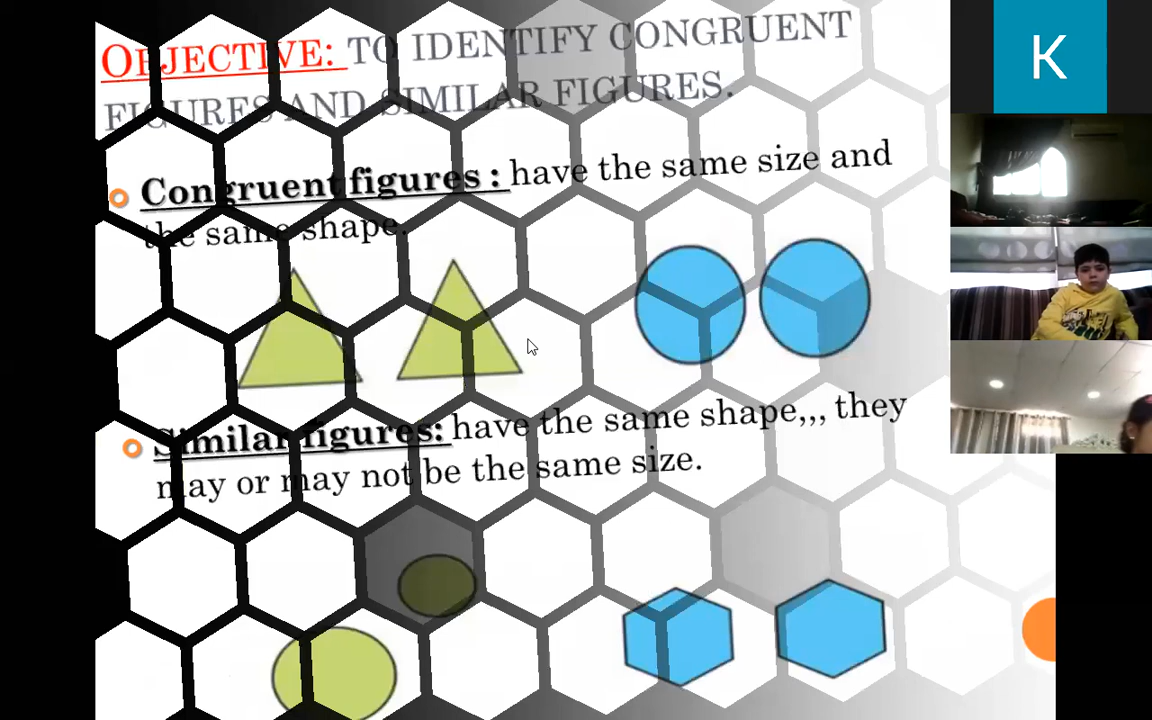 OBJECTIVE: TO IDENTIFY CONGRUENT
FIGURES AND SIMILAR FIGURES.
Congruent figures : have the same size and
the same shape.
Similar figures: have the same shape,,, they
may or may not be the same size.
K